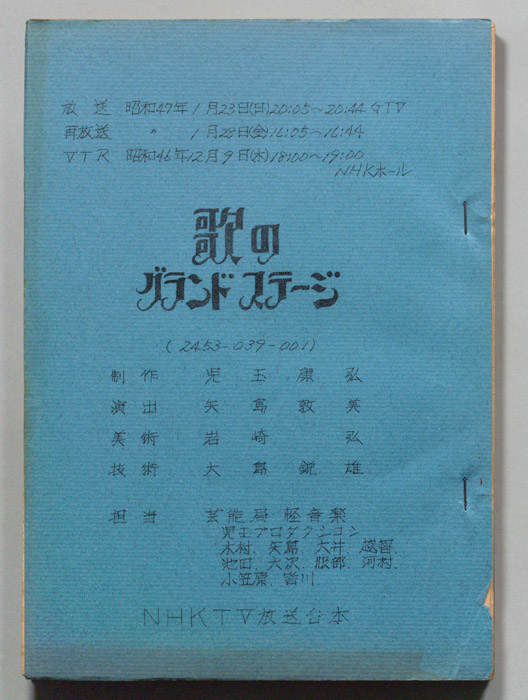 放送 昭和47年 1月23日(日)20:05～20:44 GTV
再放送 〃 1月28日(金)16:05～16:44
VTR 昭和46年12月 9日(木)18:00～19:00
NHKホール
歌の
グランドステージ
(2453-039-001)
制作 児玉康弘
演出 矢島敦美
美術 岩崎 弘
技術 大島鋭雄
担当 芸能局軽音楽
児玉プロダクション
木村、矢島、大井、越智、
池田、大沢、服部、河村、
小笠原、皆川
NHKTV放送台本